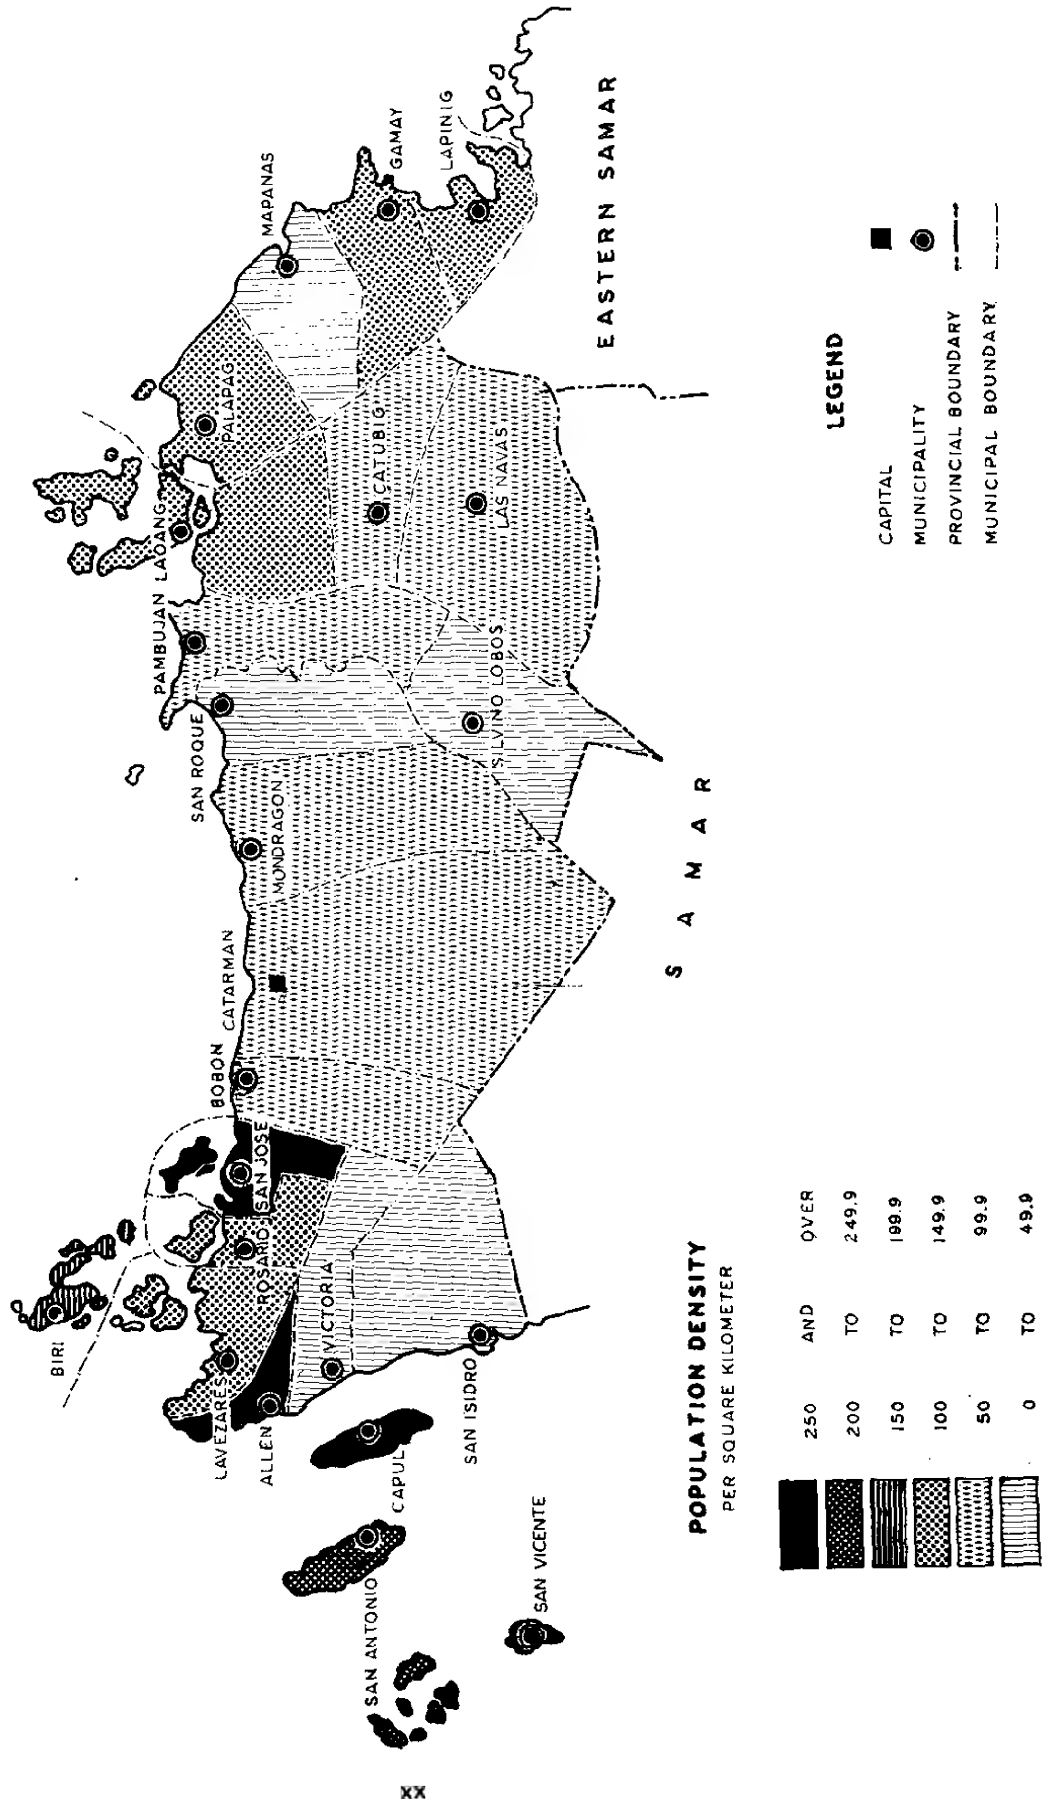 BIRI
LAVEZARES
ALLEN
ROSARIO
SAN JOSE
BOBON
CATARMAN
VICTORIA
SAN ISIDRO
CAPUL
SAN ANTONIO
SAN VICENTE
MONDRAGON
SAN ROQUE
PAMBUJAN
LAOANG
PALAPAG
MAPANAS
GAMAY
LAPINIG
CATUBIG
LAS NAVAS
SILVINO LOBOS
SAMAR
EASTERN SAMAR
POPULATION DENSITY
PER SQUARE KILOMETER
250 AND OVER
200 TO 249.9
150 TO 199.9
100 TO 149.9
50 TO 99.9
0 TO 49.9
LEGEND
CAPITAL
MUNICIPALITY
PROVINCIAL BOUNDARY
MUNICIPAL BOUNDARY
xx